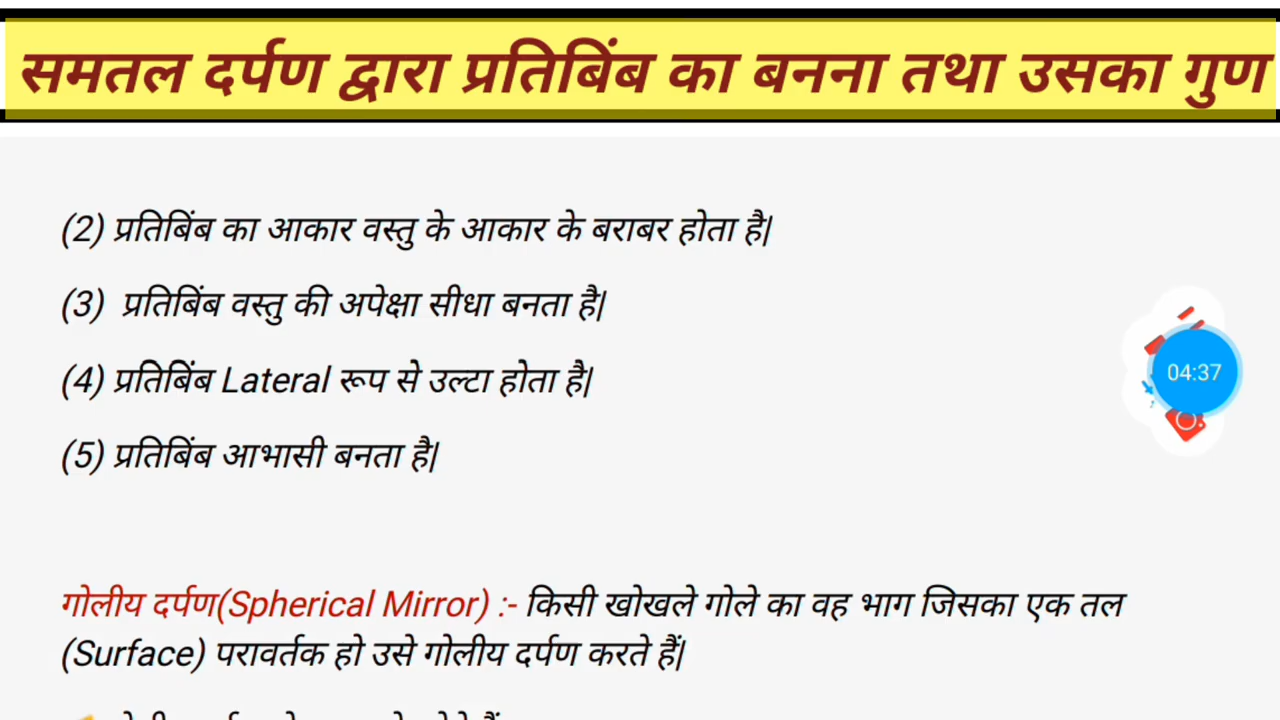 समतल दर्पण द्वारा प्रतिबिंब का बनना तथा उसका गुण
(2) प्रतिबिंब का आकार वस्तु के आकार के बराबर होता है|
(3) प्रतिबिंब वस्तु की अपेक्षा सीधा बनता है|
(4) प्रतिबिंब Lateral रूप से उल्टा होता है|
04:37
(5) प्रतिबिंब आभासी बनता है|
गोलीय दर्पण(Spherical Mirror) :- किसी खोखले गोले का वह भाग जिसका एक तल
(Surface) परावर्तक हो उसे गोलीय दर्पण करते हैं|